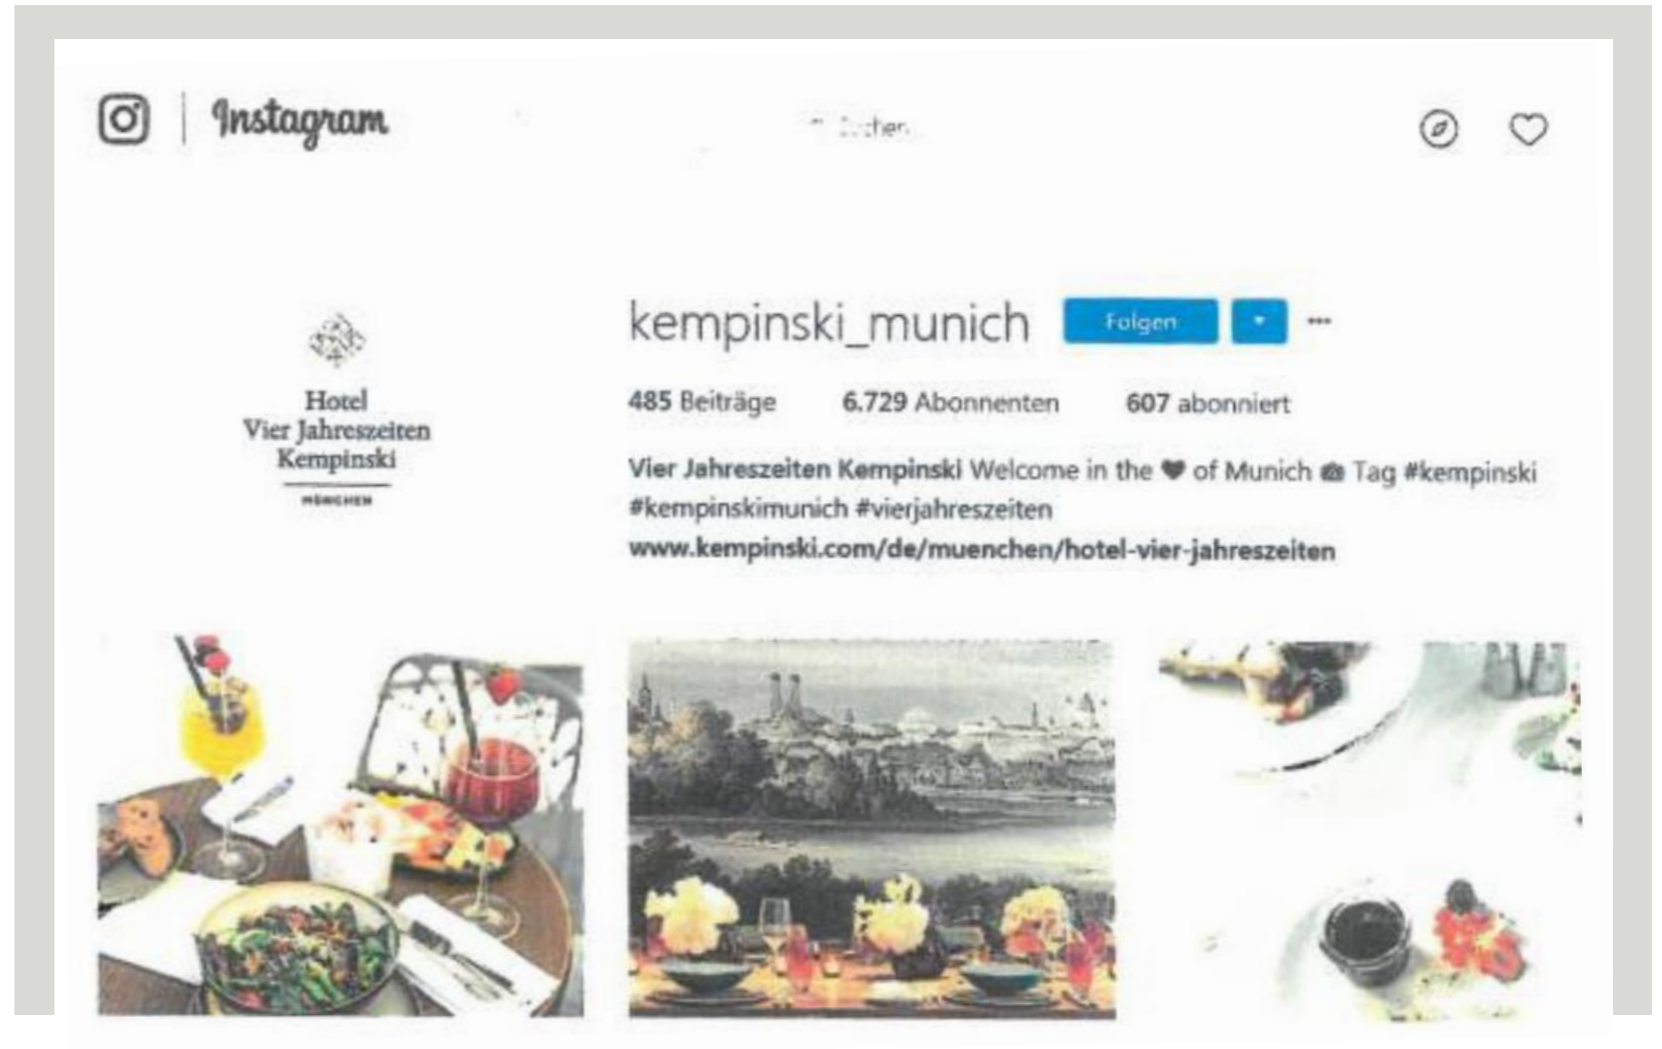 Instagram
kempinski_munich Folgen
Hotel
Vier Jahreszeiten
Kempinski
MÜNCHEN
485 Beiträge 6.729 Abonnenten 607 abonniert
Vier Jahreszeiten Kempinski Welcome in the ♥ of Munich 📷 Tag #kempinski
#kempinskimunich #vierjahreszeiten
www.kempinski.com/de/muenchen/hotel-vier-jahreszeiten